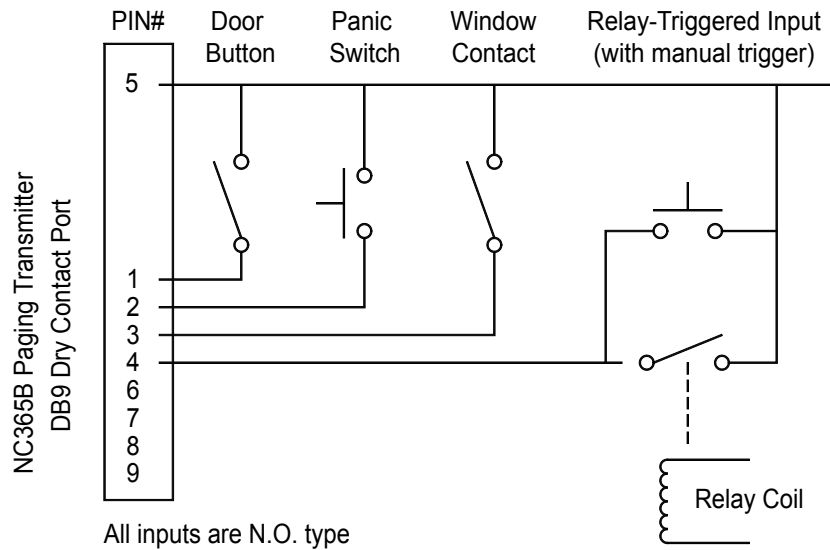 PIN#
Door
Button
Panic
Switch
Window
Contact
Relay-Triggered Input
(with manual trigger)
NC365B Paging Transmitter
DB9 Dry Contact Port
5
1
2
3
4
6
7
8
9
Relay Coil
All inputs are N.O. type